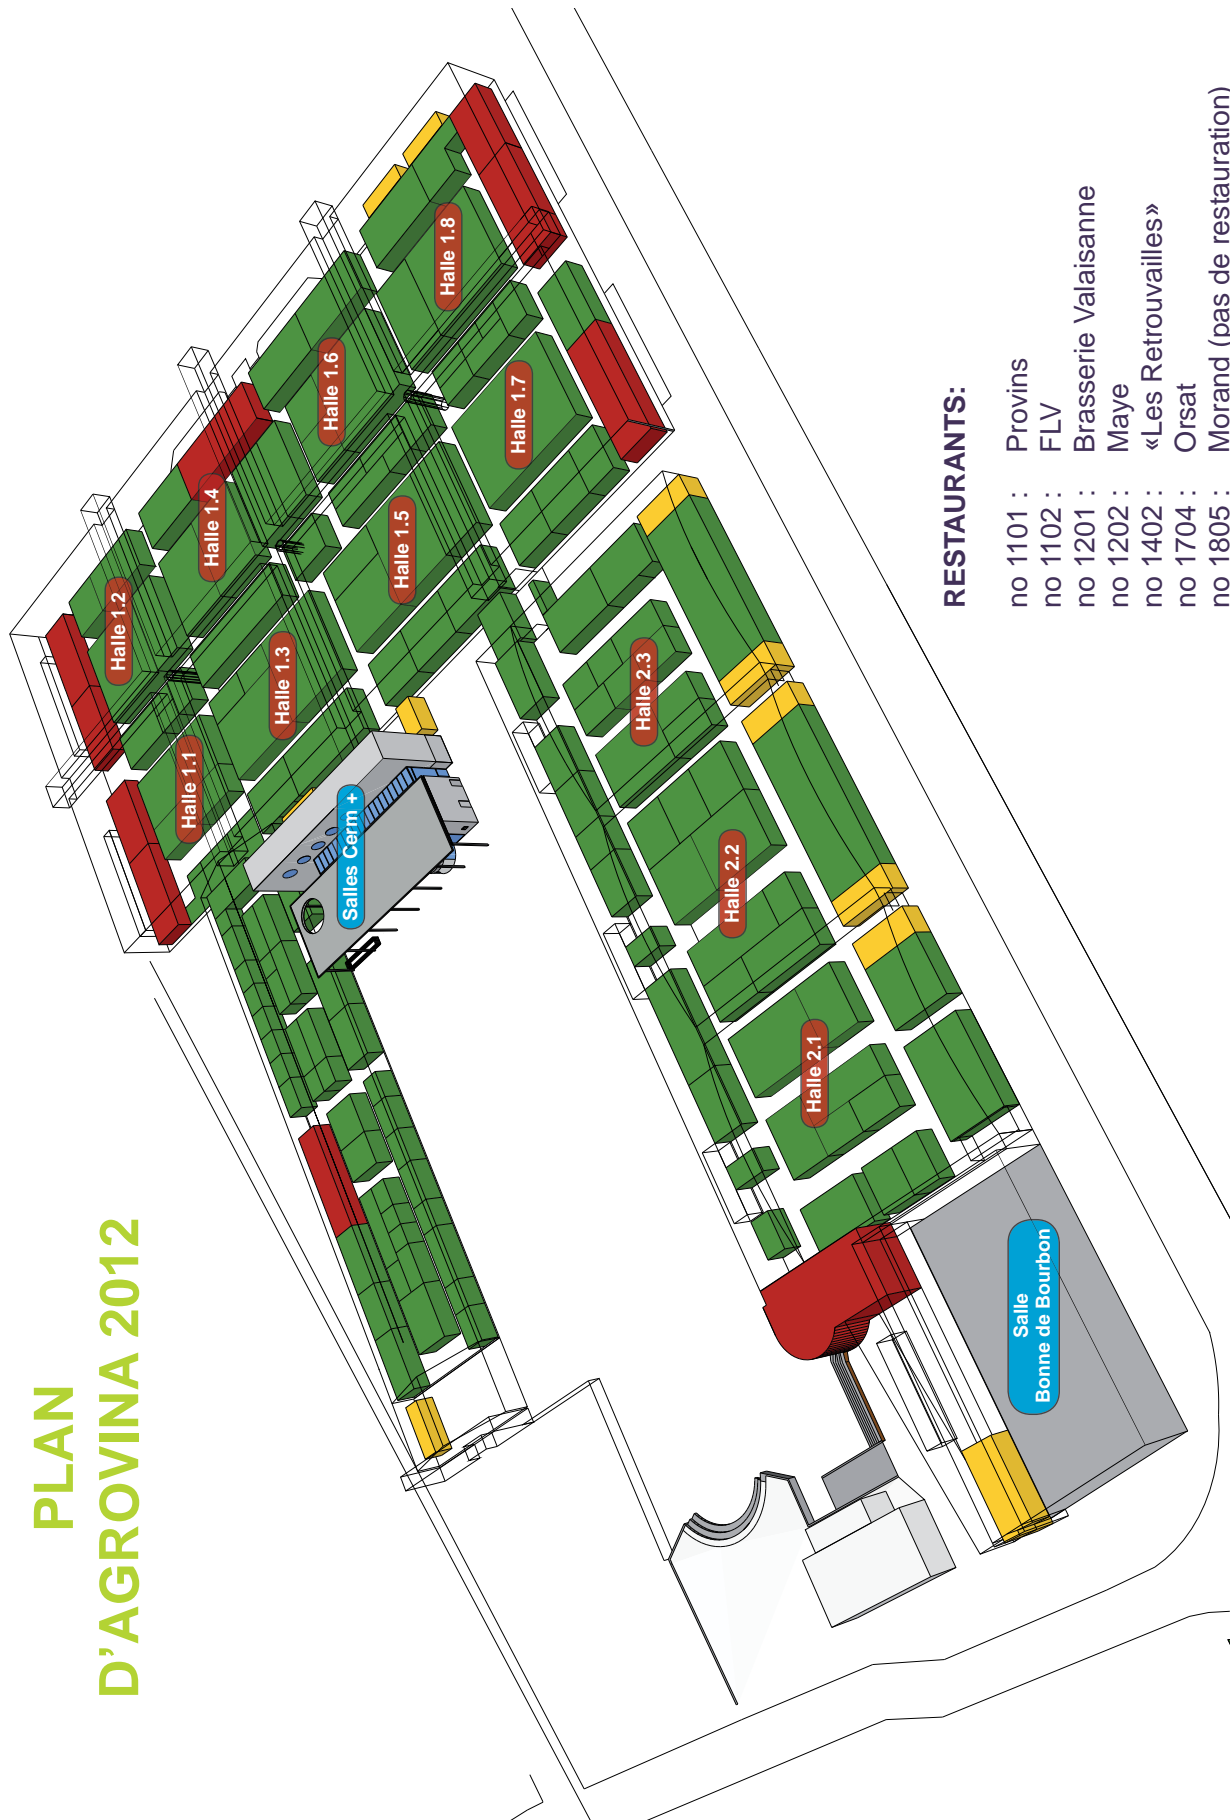 PLAN
D’AGROVINA 2012
Halle 1.1
Halle 1.2
Halle 1.3
Halle 1.4
Halle 1.5
Halle 1.6
Halle 1.7
Halle 1.8
Salles Cerm +
Halle 2.1
Halle 2.2
Halle 2.3
Salle
Bonne de Bourbon
RESTAURANTS:
no 1101 : Provins
no 1102 : FLV
no 1201 : Brasserie Valaisanne
no 1202 : Maye
no 1402 : «Les Retrouvailles»
no 1704 : Orsat
no 1805 : Morand (pas de restauration)